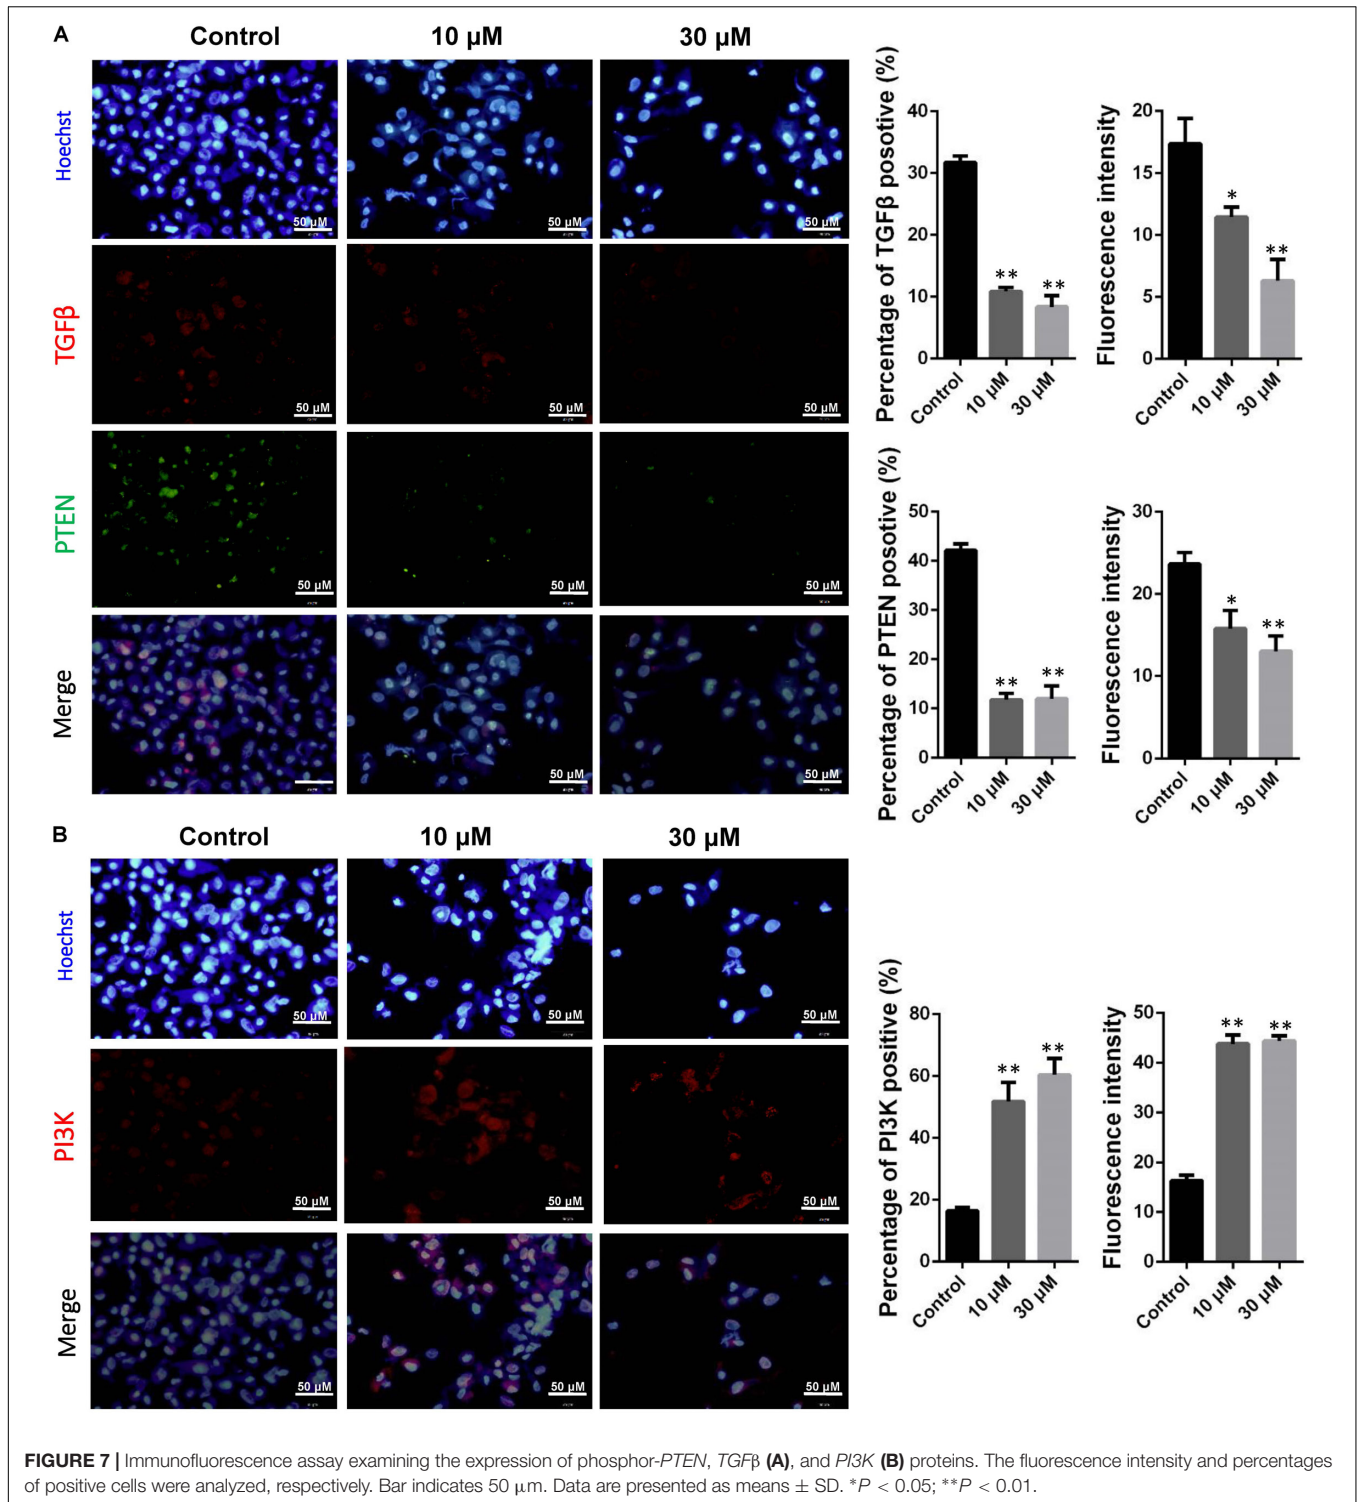 A
Control 10 µM 30 µM
Hoechst
50 µM 50 µM 50 µM
TGFβ
50 µM 50 µM 50 µM
PTEN
50 µM 50 µM 50 µM
Merge
50 µM 50 µM
Percentage of TGFβ posotive (%)
40
30
20
10
0
** **
Control 10 µM 30 µM
Fluorescence intensity
20
15
10
5
0
* **
Control 10 µM 30 µM
Percentage of PTEN posotive (%)
50
40
30
20
10
0
** **
Control 10 µM 30 µM
Fluorescence intensity
30
20
10
0
* **
Control 10 µM 30 µM
B
Control 10 µM 30 µM
Hoechst
50 µM 50 µM 50 µM
PI3K
50 µM 50 µM 50 µM
Merge
50 µM 50 µM 50 µM
Percentage of PI3K positive (%)
80
60
40
20
0
** **
Control 10 µM 30 µM
Fluorescence intensity
50
40
30
20
10
0
** **
Control 10 µM 30 µM
FIGURE 7 | Immunofluorescence assay examining the expression of phosphor-PTEN, TGFβ (A), and PI3K (B) proteins. The fluorescence intensity and percentages
of positive cells were analyzed, respectively. Bar indicates 50 µm. Data are presented as means ± SD. *P < 0.05; **P < 0.01.